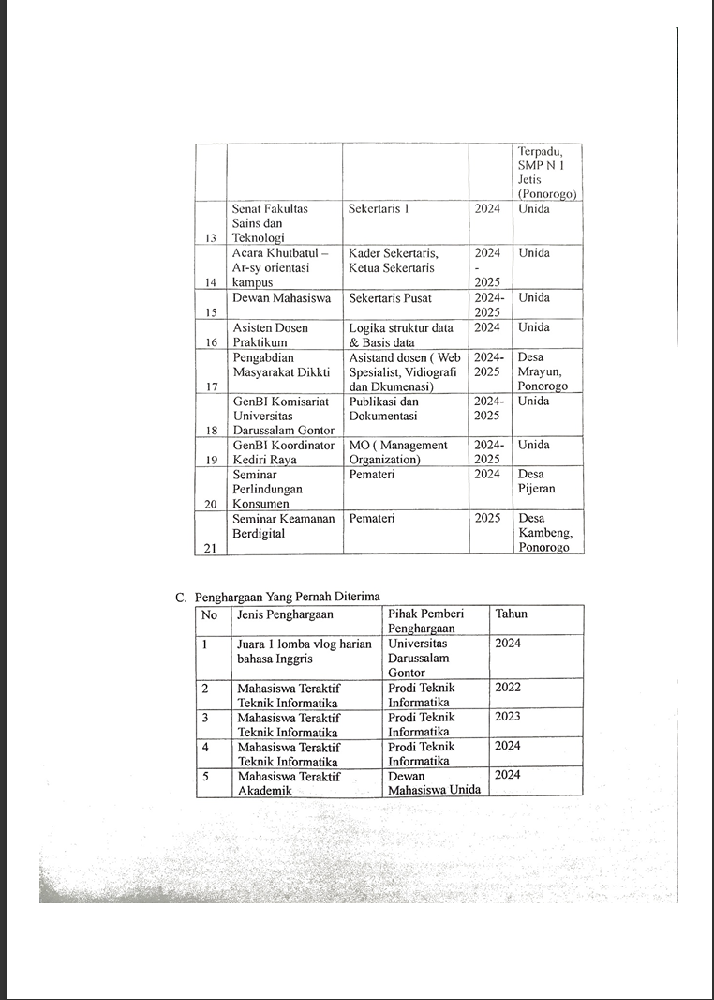 Terpadu,
SMP N 1
Jetis
(Ponorogo)
13 Senat Fakultas Sekertaris 1 2024 Unida
Sains dan
Teknologi
14 Acara Khutbatul – Kader Sekertaris, 2024 Unida
Ar-sy orientasi Ketua Sekertaris -
kampus 2025
15 Dewan Mahasiswa Sekertaris Pusat 2024- Unida
2025
16 Asisten Dosen Logika struktur data 2024 Unida
Praktikum & Basis data
17 Pengabdian Asistand dosen ( Web 2024- Desa
Masyarakat Dikkti Spesialist, Vidiografi 2025 Mrayun,
dan Dkumenasi) Ponorogo
18 GenBI Komisariat Publikasi dan 2024- Unida
Universitas Dokumentasi 2025
Darussalam Gontor
19 GenBI Koordinator MO ( Management 2024- Unida
Kediri Raya Organization) 2025
20 Seminar Pemateri 2024 Desa
Perlindungan Pijeran
Konsumen
21 Seminar Keamanan Pemateri 2025 Desa
Berdigital Kambeng,
Ponorogo
C. Penghargaan Yang Pernah Diterima
No Jenis Penghargaan Pihak Pemberi Tahun
Penghargaan
1 Juara 1 lomba vlog harian Universitas 2024
bahasa Inggris Darussalam
Gontor
2 Mahasiswa Teraktif Prodi Teknik 2022
Teknik Informatika Informatika
3 Mahasiswa Teraktif Prodi Teknik 2023
Teknik Informatika Informatika
4 Mahasiswa Teraktif Prodi Teknik 2024
Teknik Informatika Informatika
5 Mahasiswa Teraktif Dewan 2024
Akademik Mahasiswa Unida